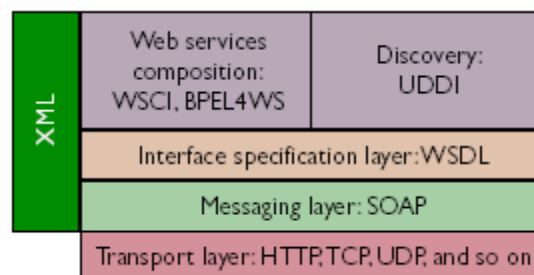 XML
Web services
composition:
WSCI, BPEL4WS
Discovery:
UDDI
Interface specification layer: WSDL
Messaging layer: SOAP
Transport layer: HTTP, TCP, UDP, and so on